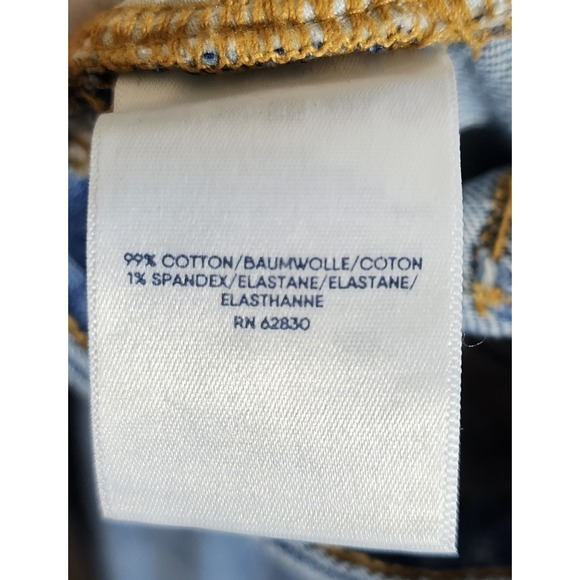 99% COTTON/BAUMWOLLE/COTON
1% SPANDEX/ELASTANE/ELASTANE/
ELASTHANNE
RN 62830